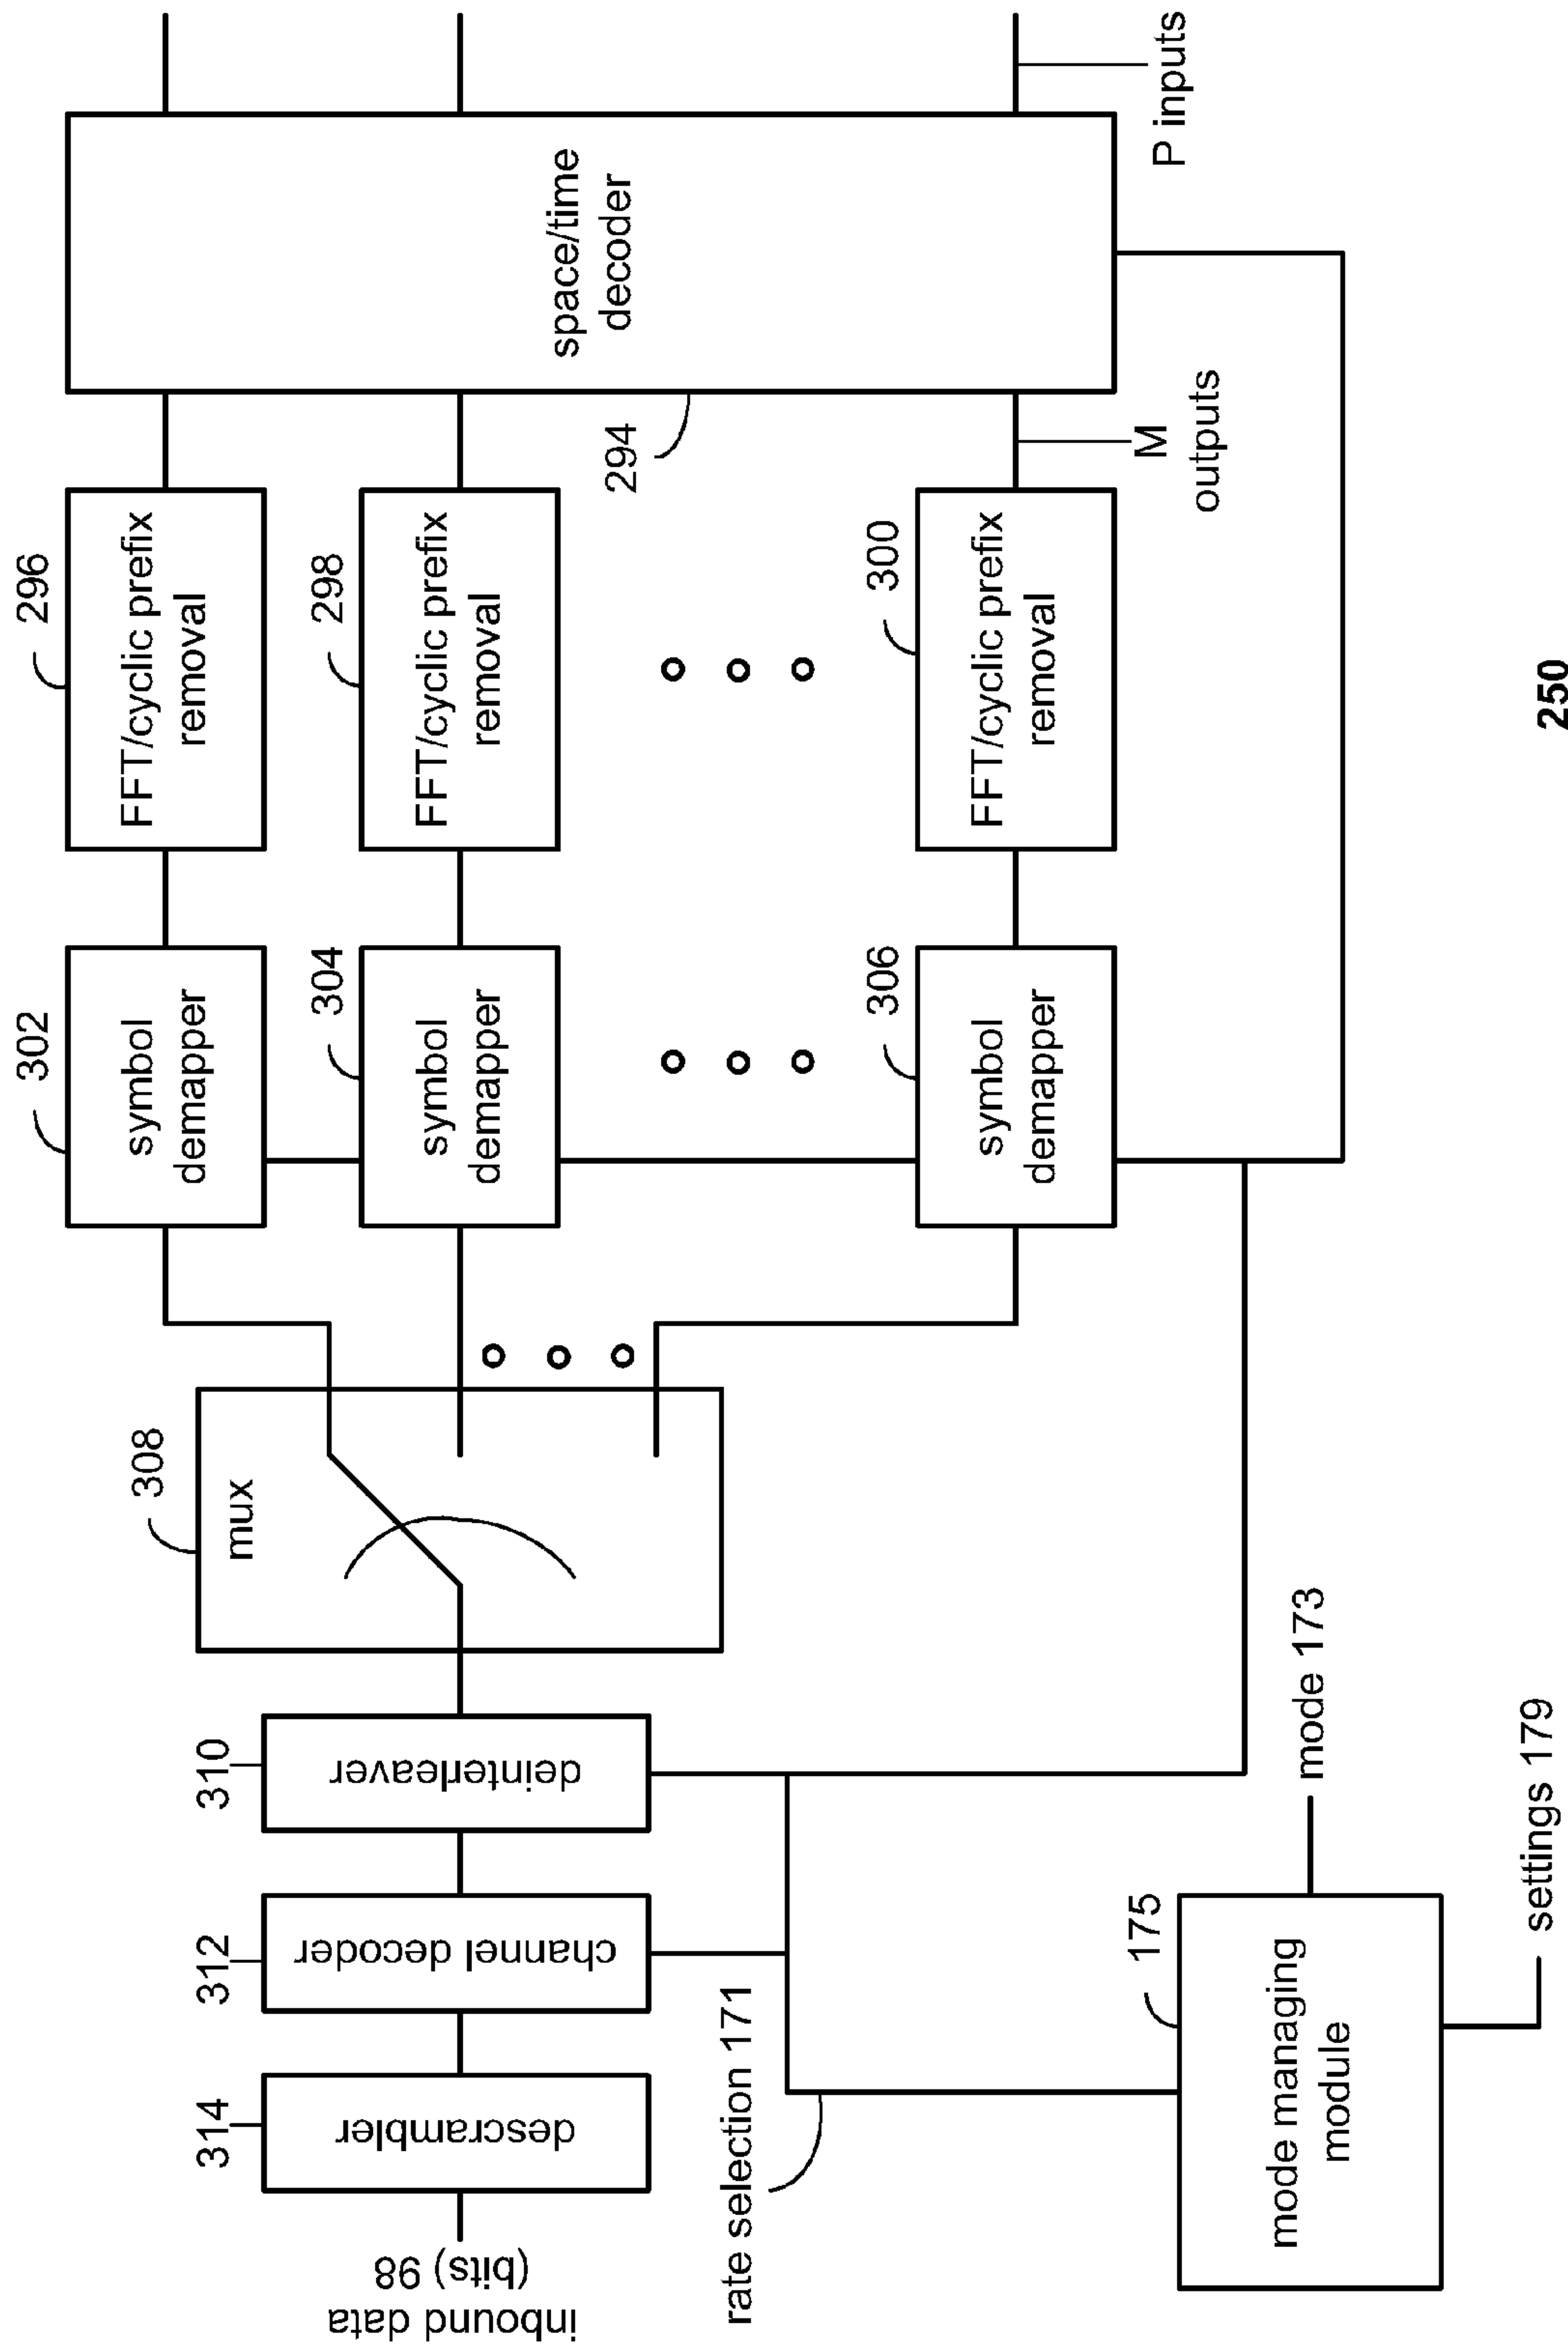 inbound data
(bits) 98
314
descrambler
312
channel decoder
310
deinterleaver
308
mux
302
symbol
demapper
296
FFT/cyclic prefix
removal
304
symbol
demapper
298
FFT/cyclic prefix
removal
306
symbol
demapper
300
FFT/cyclic prefix
removal
294
space/time
decoder
M
outputs
P inputs
rate selection 171
175
mode managing
module
mode 173
settings 179
250